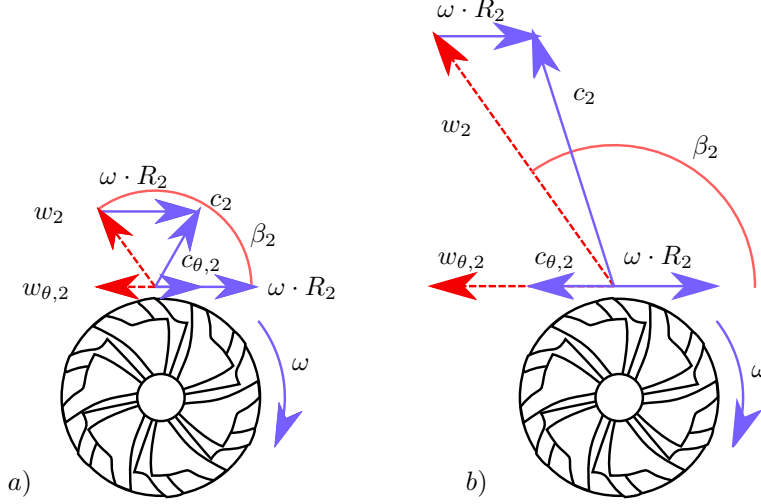 ω · R₂
c₂
w₂
β₂
ω · R₂
w₂
c₂
β₂
c_{θ,2}
w_{θ,2}
ω · R₂
w_{θ,2}
c_{θ,2}
ω · R₂
ω
ω
a)
b)